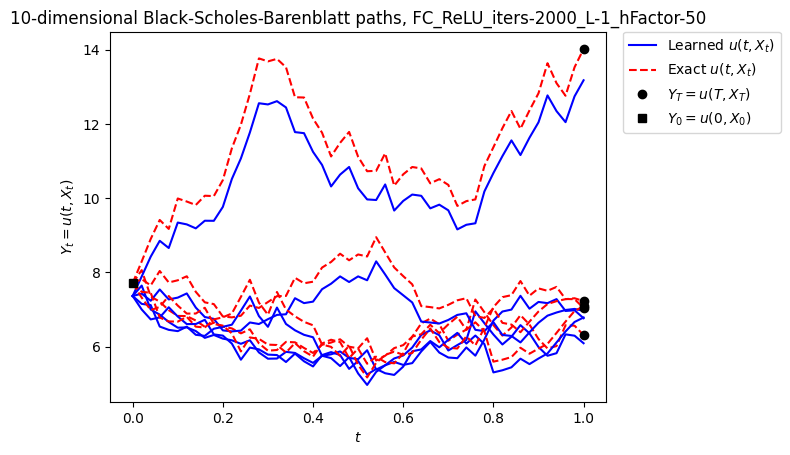 10-dimensional Black-Scholes-Barenblatt paths, FC_ReLU_iters-2000_L-1_hFactor-50
Learned u(t, X_t)
Exact u(t, X_t)
Y_T = u(T, X_T)
Y_0 = u(0, X_0)
Y_t = u(t, X_t)
14
12
10
8
6
0.0 0.2 0.4 0.6 0.8 1.0
t